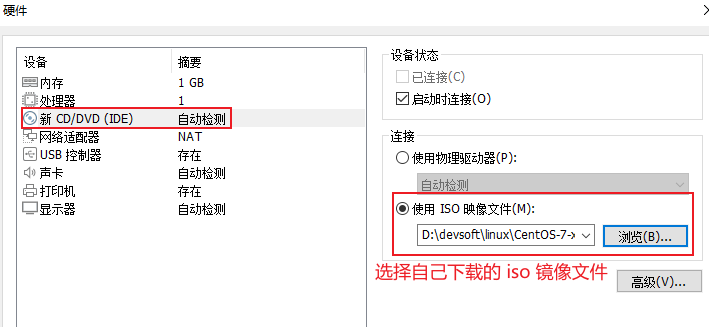 硬件
设备 摘要
内存 1 GB
处理器 1
新 CD/DVD (IDE) 自动检测
网络适配器 NAT
USB 控制器 存在
声卡 自动检测
打印机 存在
显示器 自动检测
设备状态
已连接(C)
启动时连接(O)
连接
使用物理驱动器(P):
自动检测
使用 ISO 映像文件(M):
D:\devsoft\linux\CentOS-7-x 浏览(B)...
选择自己下载的 iso 镜像文件
高级(V)...